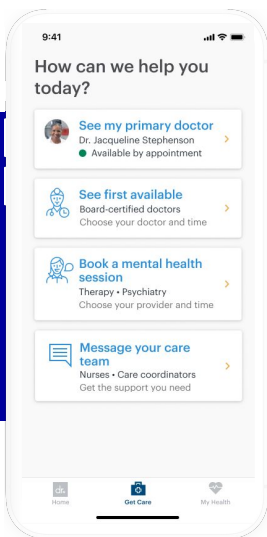 9:41
How can we help you
today?
See my primary doctor
Dr. Jacqueline Stephenson
Available by appointment
See first available
Board-certified doctors
Choose your doctor and time
Book a mental health
session
Therapy • Psychiatry
Choose your provider and time
Message your care
team
Nurses • Care coordinators
Get the support you need
dr.
Home
Get Care
My Health